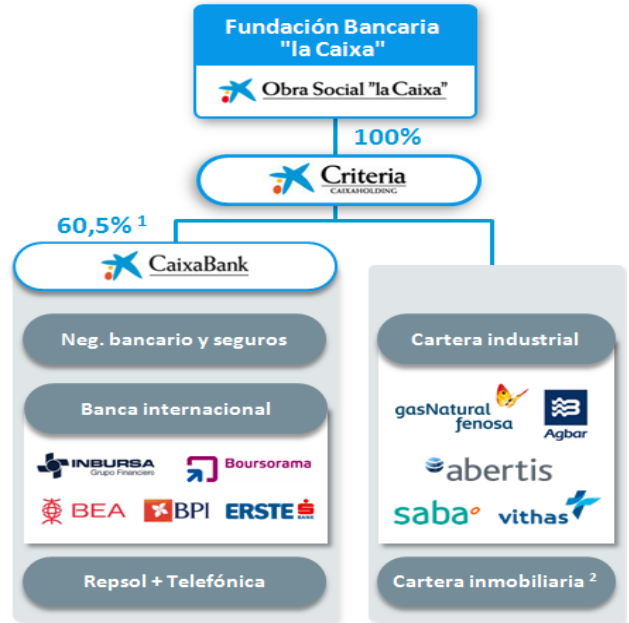 Fundación Bancaria
"la Caixa"
Obra Social "la Caixa"
100%
Criteria
CAIXAHOLDING
60,5% 1
CaixaBank
Neg. bancario y seguros
Banca internacional
INBURSA
Grupo Financiero
Boursorama
BEA
BPI
ERSTE
BANK
Repsol + Telefónica
Cartera industrial
gasNatural
fenosa
Agbar
abertis
saba
vithas
Cartera inmobiliaria 2